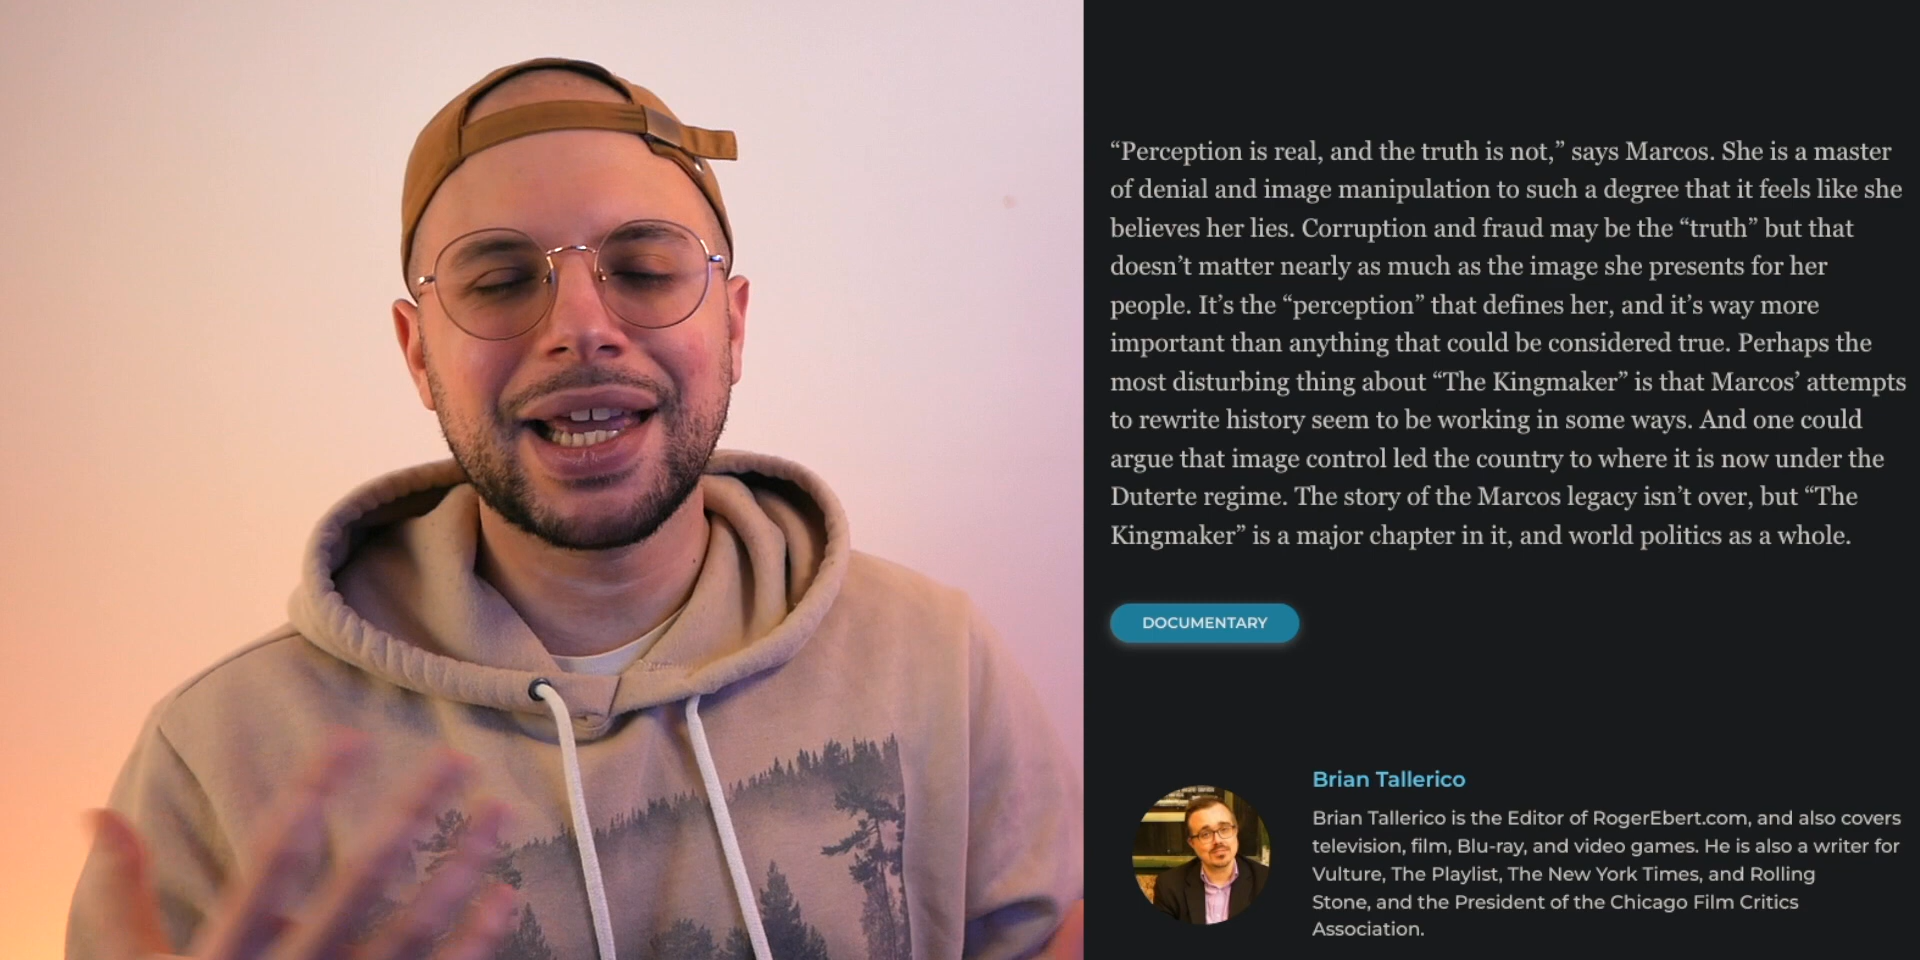 “Perception is real, and the truth is not,” says Marcos. She is a master
of denial and image manipulation to such a degree that it feels like she
believes her lies. Corruption and fraud may be the “truth” but that
doesn’t matter nearly as much as the image she presents for her
people. It’s the “perception” that defines her, and it’s way more
important than anything that could be considered true. Perhaps the
most disturbing thing about “The Kingmaker” is that Marcos’ attempts
to rewrite history seem to be working in some ways. And one could
argue that image control led the country to where it is now under the
Duterte regime. The story of the Marcos legacy isn’t over, but “The
Kingmaker” is a major chapter in it, and world politics as a whole.
DOCUMENTARY
Brian Tallerico
Brian Tallerico is the Editor of RogerEbert.com, and also covers
television, film, Blu-ray, and video games. He is also a writer for
Vulture, The Playlist, The New York Times, and Rolling
Stone, and the President of the Chicago Film Critics
Association.